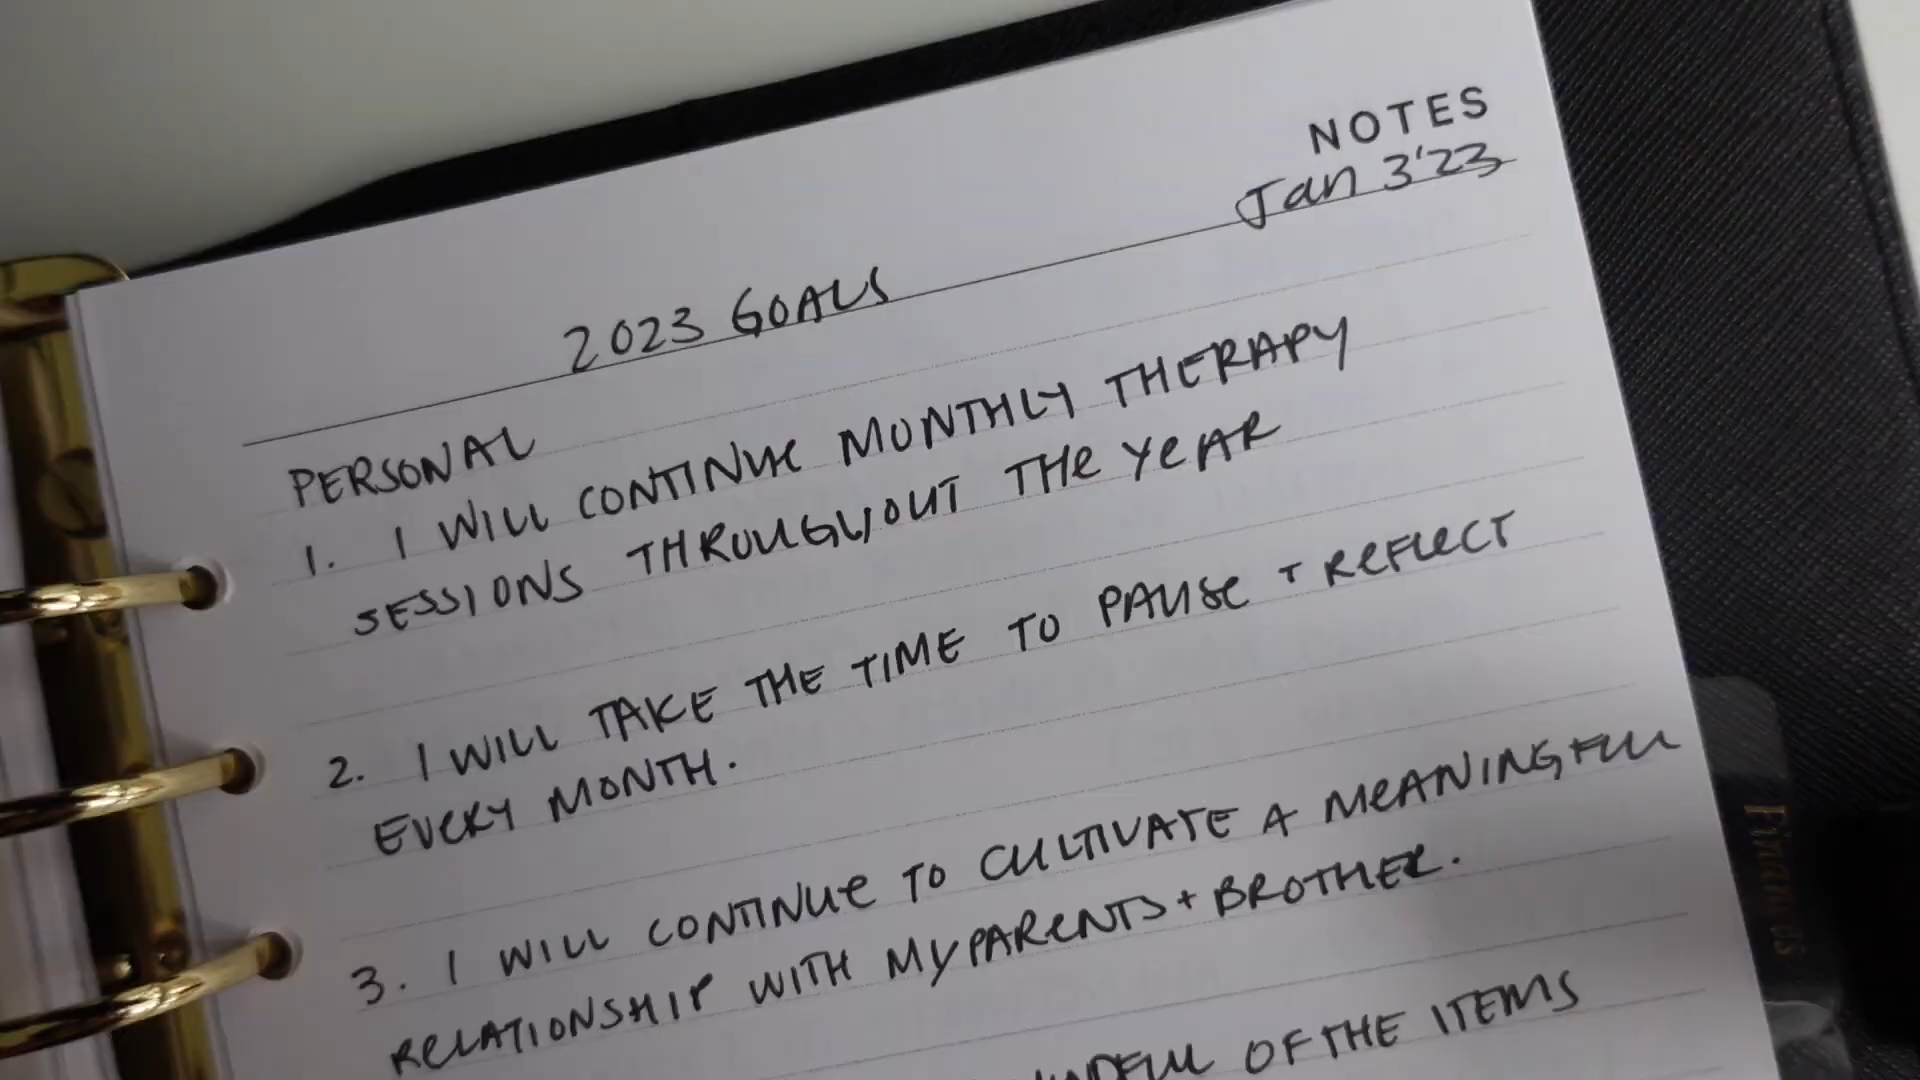 NOTES
Jan 3'23
2023 GOALS
PERSONAL
1. I WILL CONTINUE MONTHLY THERAPY
SESSIONS THROUGHOUT THE YEAR
2. I WILL TAKE THE TIME TO PAUSE + REFLECT
EVERY MONTH.
3. I WILL CONTINUE TO CULTIVATE A MEANINGFUL
RELATIONSHIP WITH MY PARENTS + BROTHER.
OF THE ITEMS
Finances